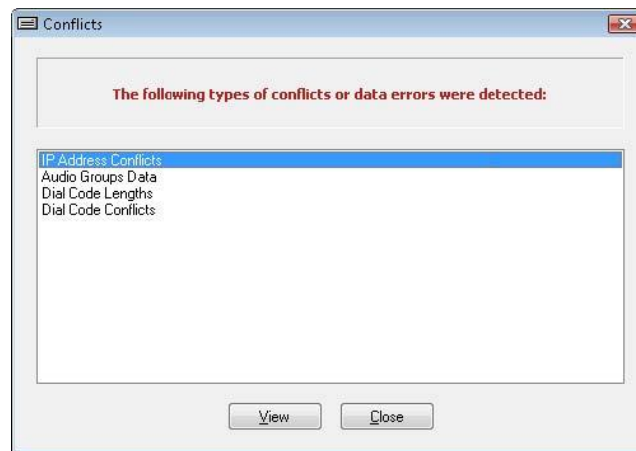 Conflicts
The following types of conflicts or data errors were detected:
IP Address Conflicts
Audio Groups Data
Dial Code Lengths
Dial Code Conflicts
View
Close